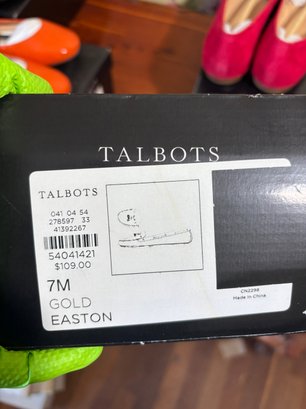 TALBOTS
TALBOTS
041 04 54
278597 33
41392267
54041421
$109.00
7M
GOLD
EASTON
CN2298
Made In China